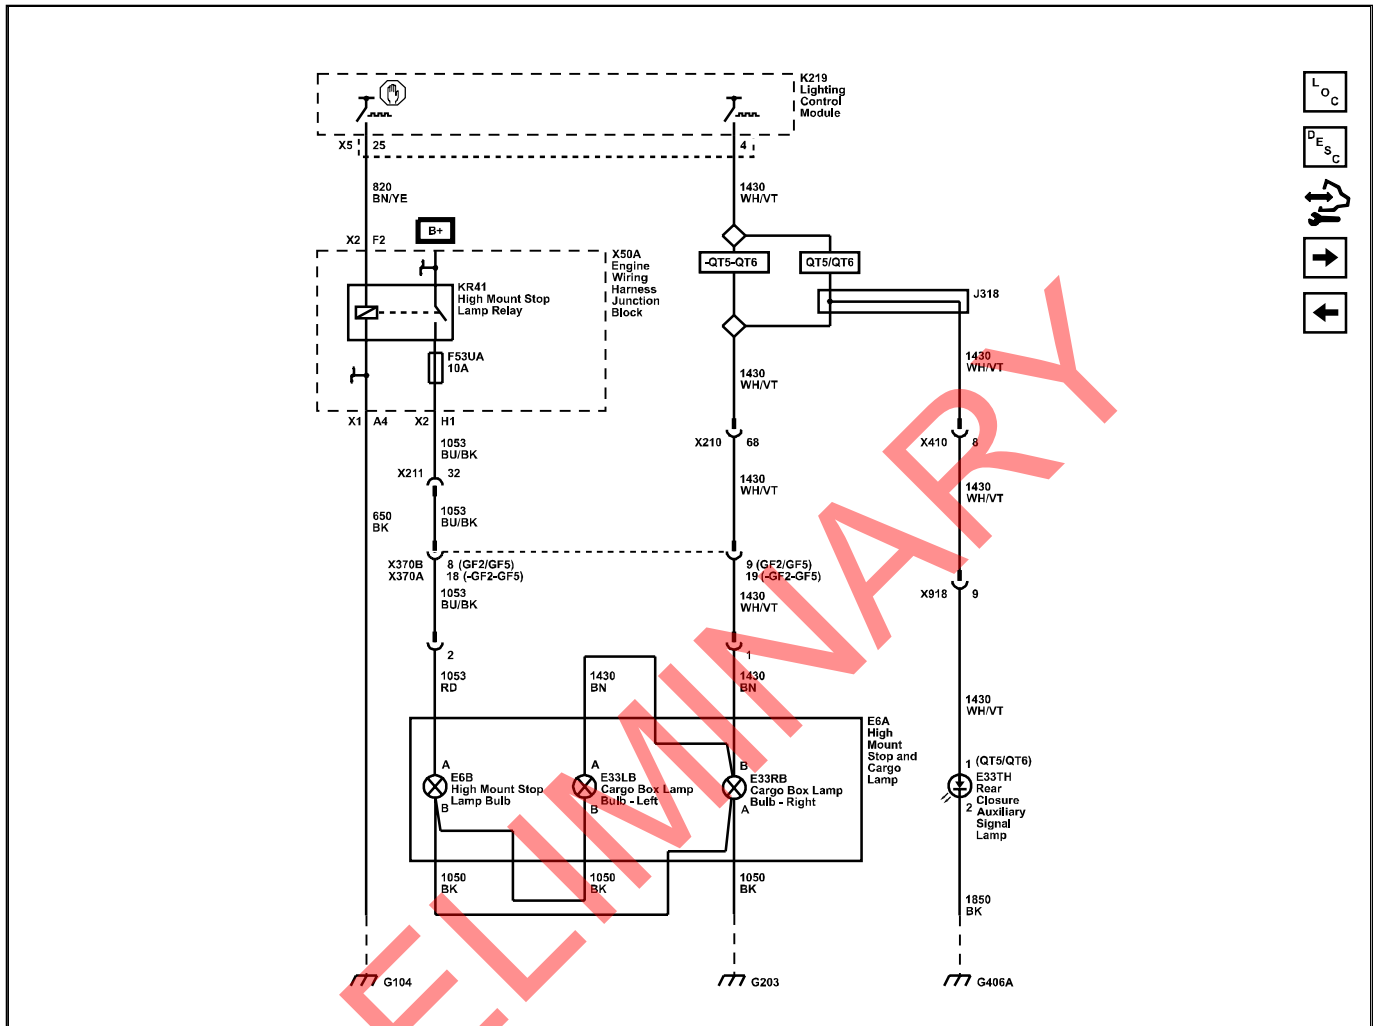 K219
Lighting
Control
Module
L
O
C
D
E
S
C
X5 25
4
820
BN/YE
1430
WH/VT
B+
X2 F2
X50A
Engine
Wiring
Harness
Junction
Block
-QT5-QT6
QT5/QT6
KR41
High Mount Stop
Lamp Relay
J318
F53UA
10A
1430
WH/VT
1430
WH/VT
X1 A4
X2 H1
1053
BU/BK
X210 68
X410 8
X211 32
1430
WH/VT
1430
WH/VT
650
BK
1053
BU/BK
X370B 8 (GF2/GF5)
X370A 18 (-GF2-GF5)
9 (GF2/GF5)
19 (-GF2-GF5)
1053
BU/BK
1430
WH/VT
X918 9
2
1
1053
RD
1430
BN
1430
BN
1430
WH/VT
E6A
High
Mount
Stop and
Cargo
Lamp
A
E6B
High Mount Stop
Lamp Bulb
B
A
E33LB
Cargo Box Lamp
Bulb - Left
B
B
E33RB
Cargo Box Lamp
Bulb - Right
A
1 (QT5/QT6)
E33TH
Rear
Closure
Auxiliary
Signal
Lamp
2
1050
BK
1050
BK
1050
BK
1850
BK
G104
G203
G406A
ELIMINARY